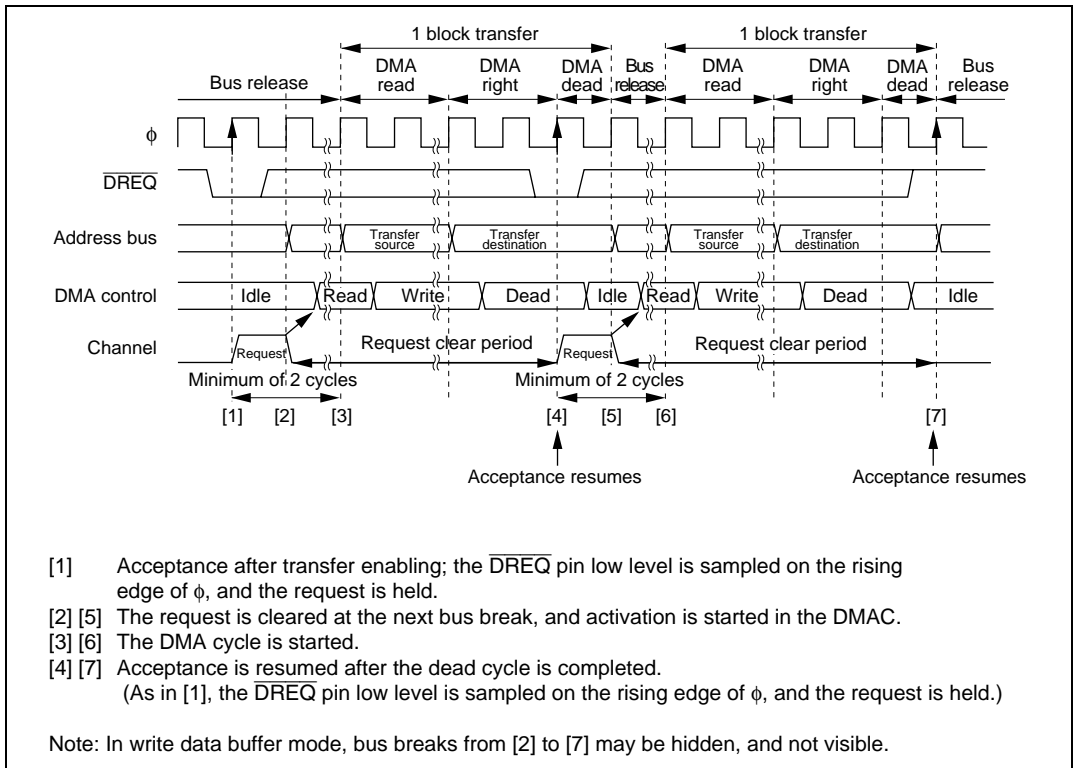 1 block transfer 1 block transfer
Bus release DMA read DMA right DMA dead Bus release DMA read DMA right DMA dead Bus release
φ
DREQ
Address bus Transfer source Transfer destination Transfer source Transfer destination
DMA control Idle Read Write Dead Idle Read Write Dead Idle
Channel Request Request clear period Request Request clear period
Minimum of 2 cycles Minimum of 2 cycles
[1] [2] [3] [4] [5] [6] [7]
Acceptance resumes Acceptance resumes
[1] Acceptance after transfer enabling; the DREQ pin low level is sampled on the rising
edge of φ, and the request is held.
[2] [5] The request is cleared at the next bus break, and activation is started in the DMAC.
[3] [6] The DMA cycle is started.
[4] [7] Acceptance is resumed after the dead cycle is completed.
(As in [1], the DREQ pin low level is sampled on the rising edge of φ, and the request is held.)
Note: In write data buffer mode, bus breaks from [2] to [7] may be hidden, and not visible.